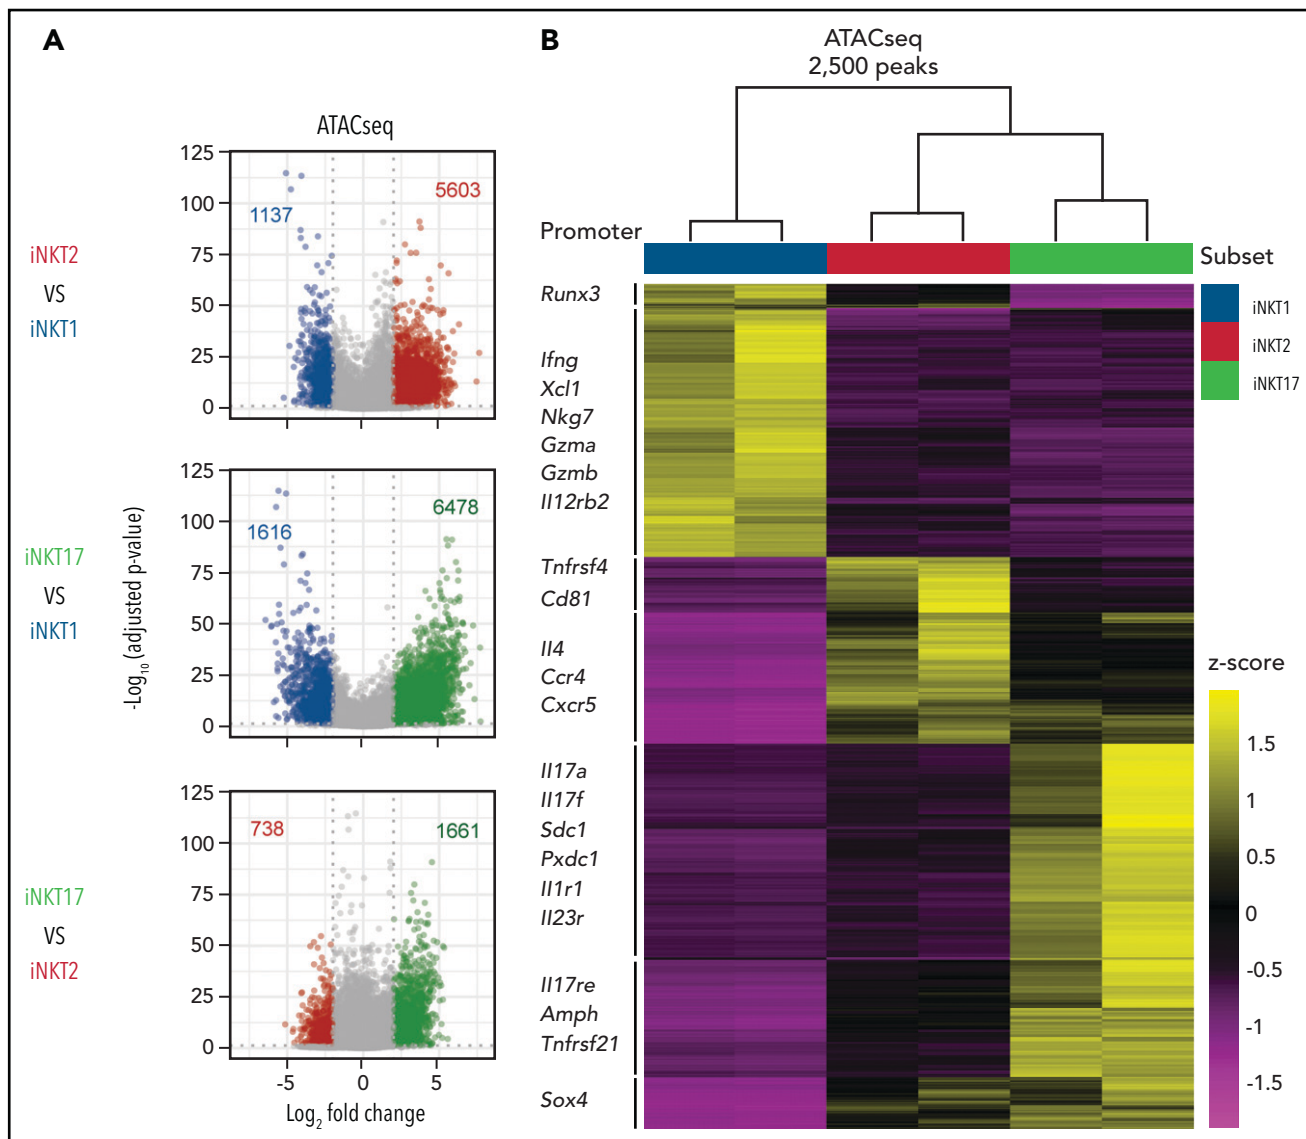 A
ATACseq
iNKT2
VS
iNKT1
125
100
75
50
25
0
1137
5603
iNKT17
VS
iNKT1
-Log10 (adjusted p-value)
125
100
75
50
25
0
1616
6478
iNKT17
VS
iNKT2
125
100
75
50
25
0
738
1661
-5 0 5
Log2 fold change
B
ATACseq
2,500 peaks
Promoter
Subset
iNKT1
iNKT2
iNKT17
Runx3
Ifng
Xcl1
Nkg7
Gzma
Gzmb
Il12rb2
Tnfrsf4
Cd81
Il4
Ccr4
Cxcr5
Il17a
Il17f
Sdc1
Pxdc1
Il1r1
Il23r
Il17re
Amph
Tnfrsf21
Sox4
z-score
1.5
1
0.5
0
-0.5
-1
-1.5